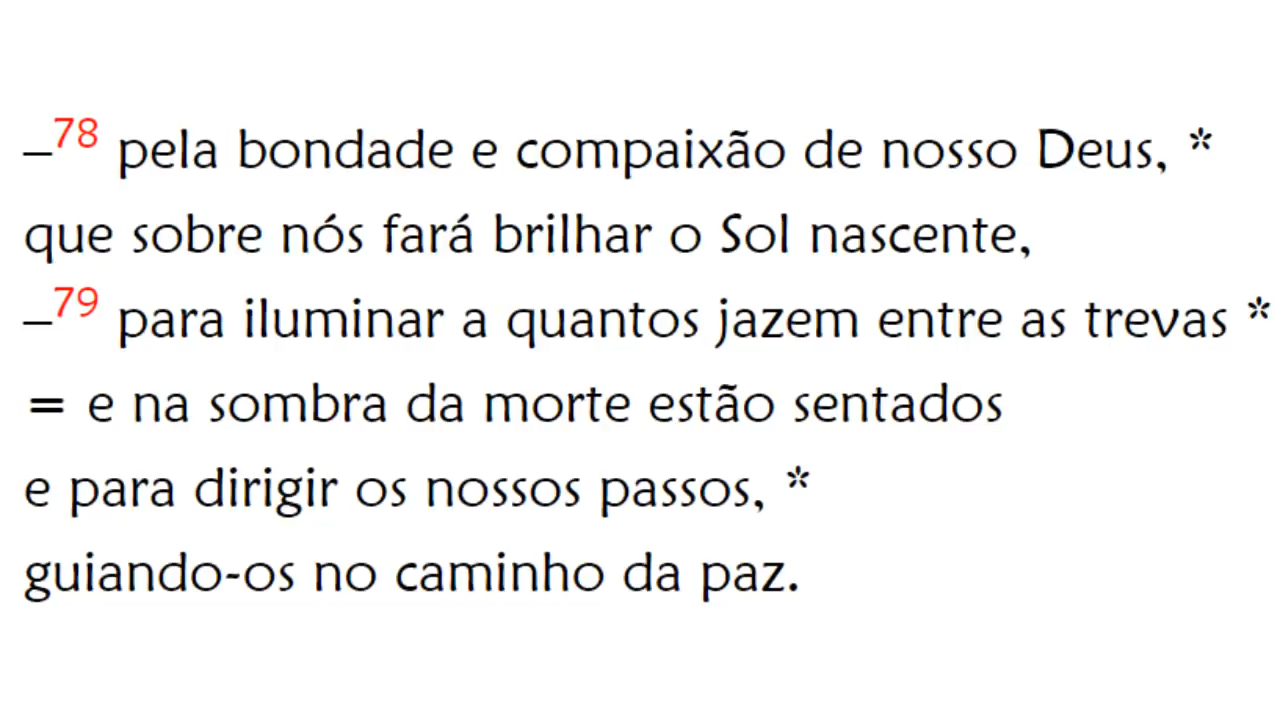 –78 pela bondade e compaixão de nosso Deus, *
que sobre nós fará brilhar o Sol nascente,
–79 para iluminar a quantos jazem entre as trevas *
= e na sombra da morte estão sentados
e para dirigir os nossos passos, *
guiando-os no caminho da paz.